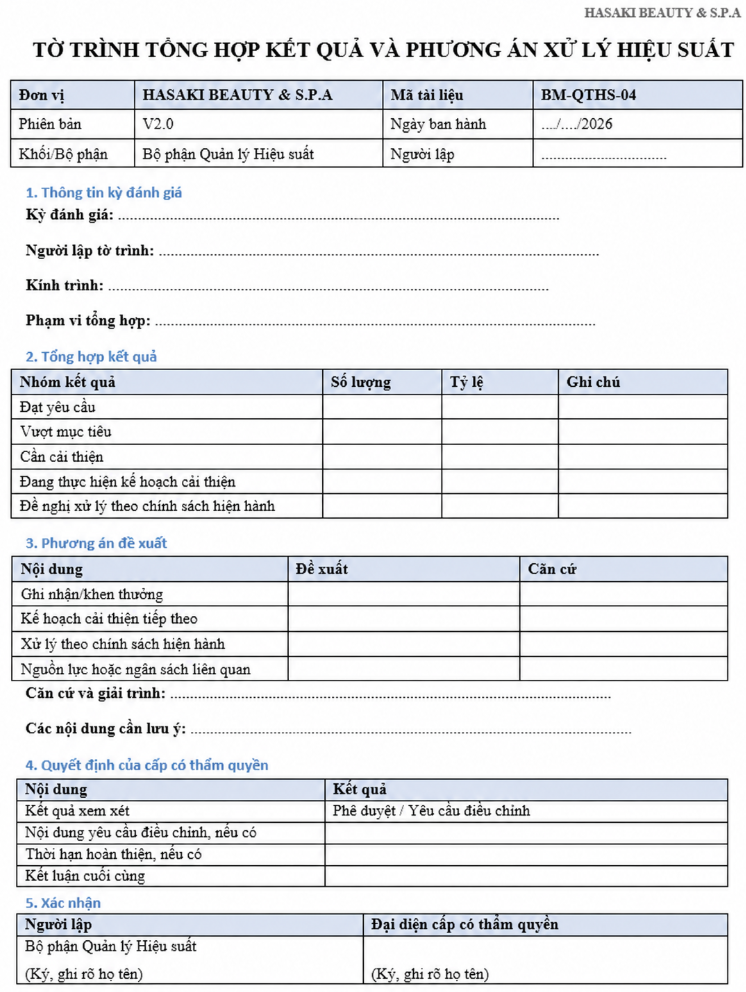 HASAKI BEAUTY & S.P.A
TỜ TRÌNH TỔNG HỢP KẾT QUẢ VÀ PHƯƠNG ÁN XỬ LÝ HIỆU SUẤT
Đơn vị HASAKI BEAUTY & S.P.A Mã tài liệu BM-QTHS-04
Phiên bản V2.0 Ngày ban hành ..../..../2026
Khối/Bộ phận Bộ phận Quản lý Hiệu suất Người lập ................................
1. Thông tin kỳ đánh giá
Kỳ đánh giá: ................................................................................................................
Người lập tờ trình: ................................................................................................................
Kính trình: ................................................................................................................
Phạm vi tổng hợp: ................................................................................................................
2. Tổng hợp kết quả
Nhóm kết quả Số lượng Tỷ lệ Ghi chú
Đạt yêu cầu
Vượt mục tiêu
Cần cải thiện
Đang thực hiện kế hoạch cải thiện
Đề nghị xử lý theo chính sách hiện hành
3. Phương án đề xuất
Nội dung Đề xuất Căn cứ
Ghi nhận/khen thưởng
Kế hoạch cải thiện tiếp theo
Xử lý theo chính sách hiện hành
Nguồn lực hoặc ngân sách liên quan
Căn cứ và giải trình: ................................................................................................................
Các nội dung cần lưu ý: ................................................................................................................
4. Quyết định của cấp có thẩm quyền
Nội dung Kết quả
Kết quả xem xét Phê duyệt / Yêu cầu điều chỉnh
Nội dung yêu cầu điều chỉnh, nếu có
Thời hạn hoàn thiện, nếu có
Kết luận cuối cùng
5. Xác nhận
Người lập Đại diện cấp có thẩm quyền
Bộ phận Quản lý Hiệu suất
(Ký, ghi rõ họ tên) (Ký, ghi rõ họ tên)